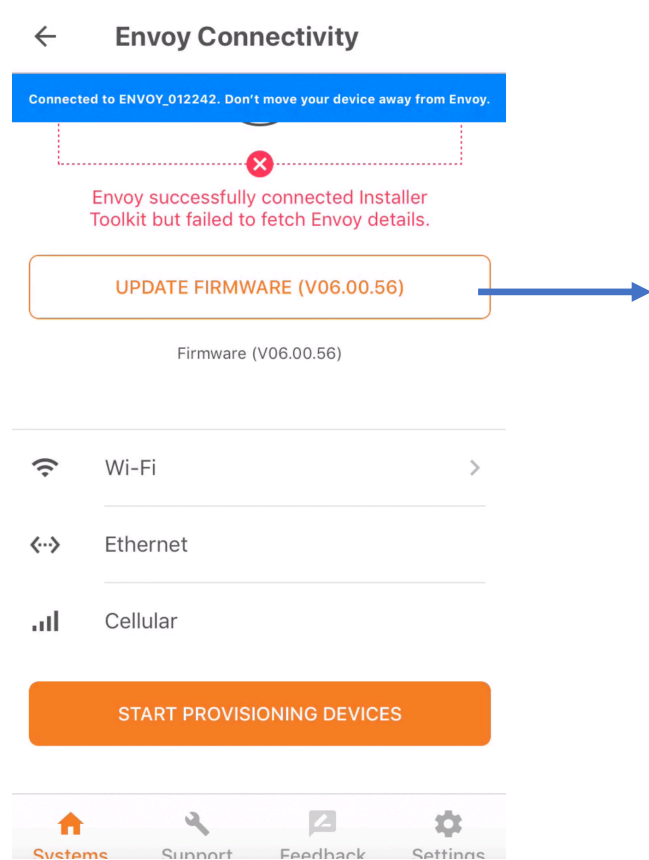 Envoy Connectivity
Connected to ENVOY_012242. Don't move your device away from Envoy.
Envoy successfully connected Installer
Toolkit but failed to fetch Envoy details.
UPDATE FIRMWARE (V06.00.56)
Firmware (V06.00.56)
Wi-Fi
Ethernet
Cellular
START PROVISIONING DEVICES
Systems Support Feedback Settings